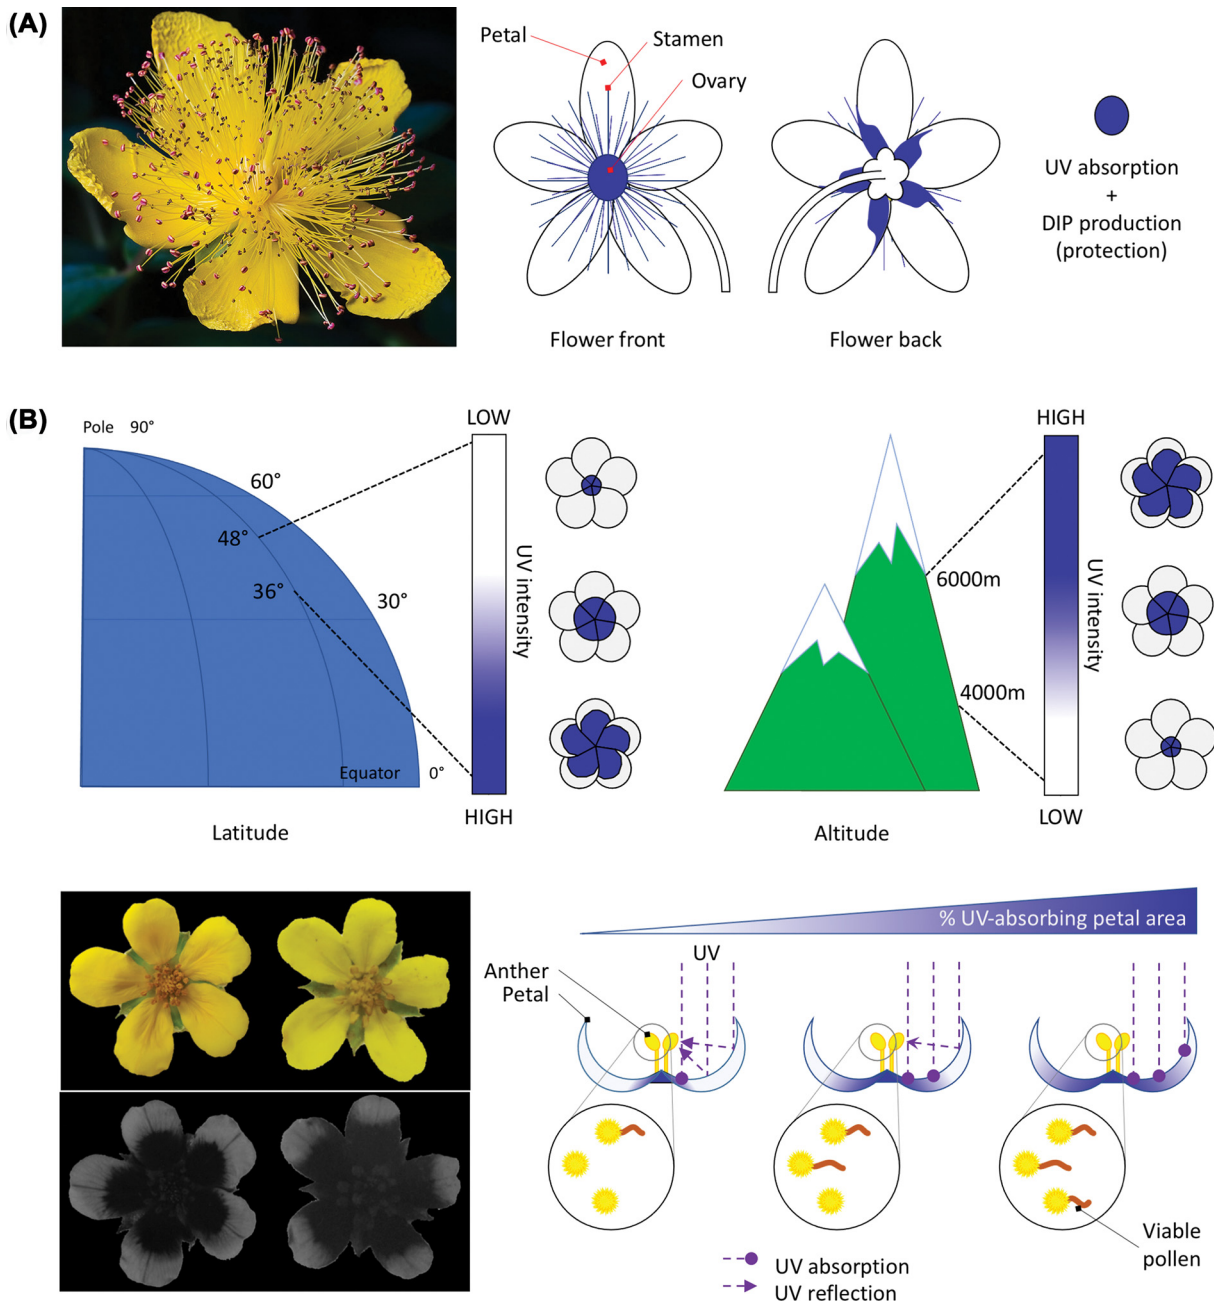 (A)
Petal
Stamen
Ovary
UV absorption
+
DIP production
(protection)
Flower front
Flower back
(B)
Pole 90°
60°
48°
36°
30°
Equator 0°
Latitude
LOW
UV intensity
HIGH
6000m
4000m
Altitude
HIGH
UV intensity
LOW
% UV-absorbing petal area
UV
Anther
Petal
Viable
pollen
UV absorption
UV reflection